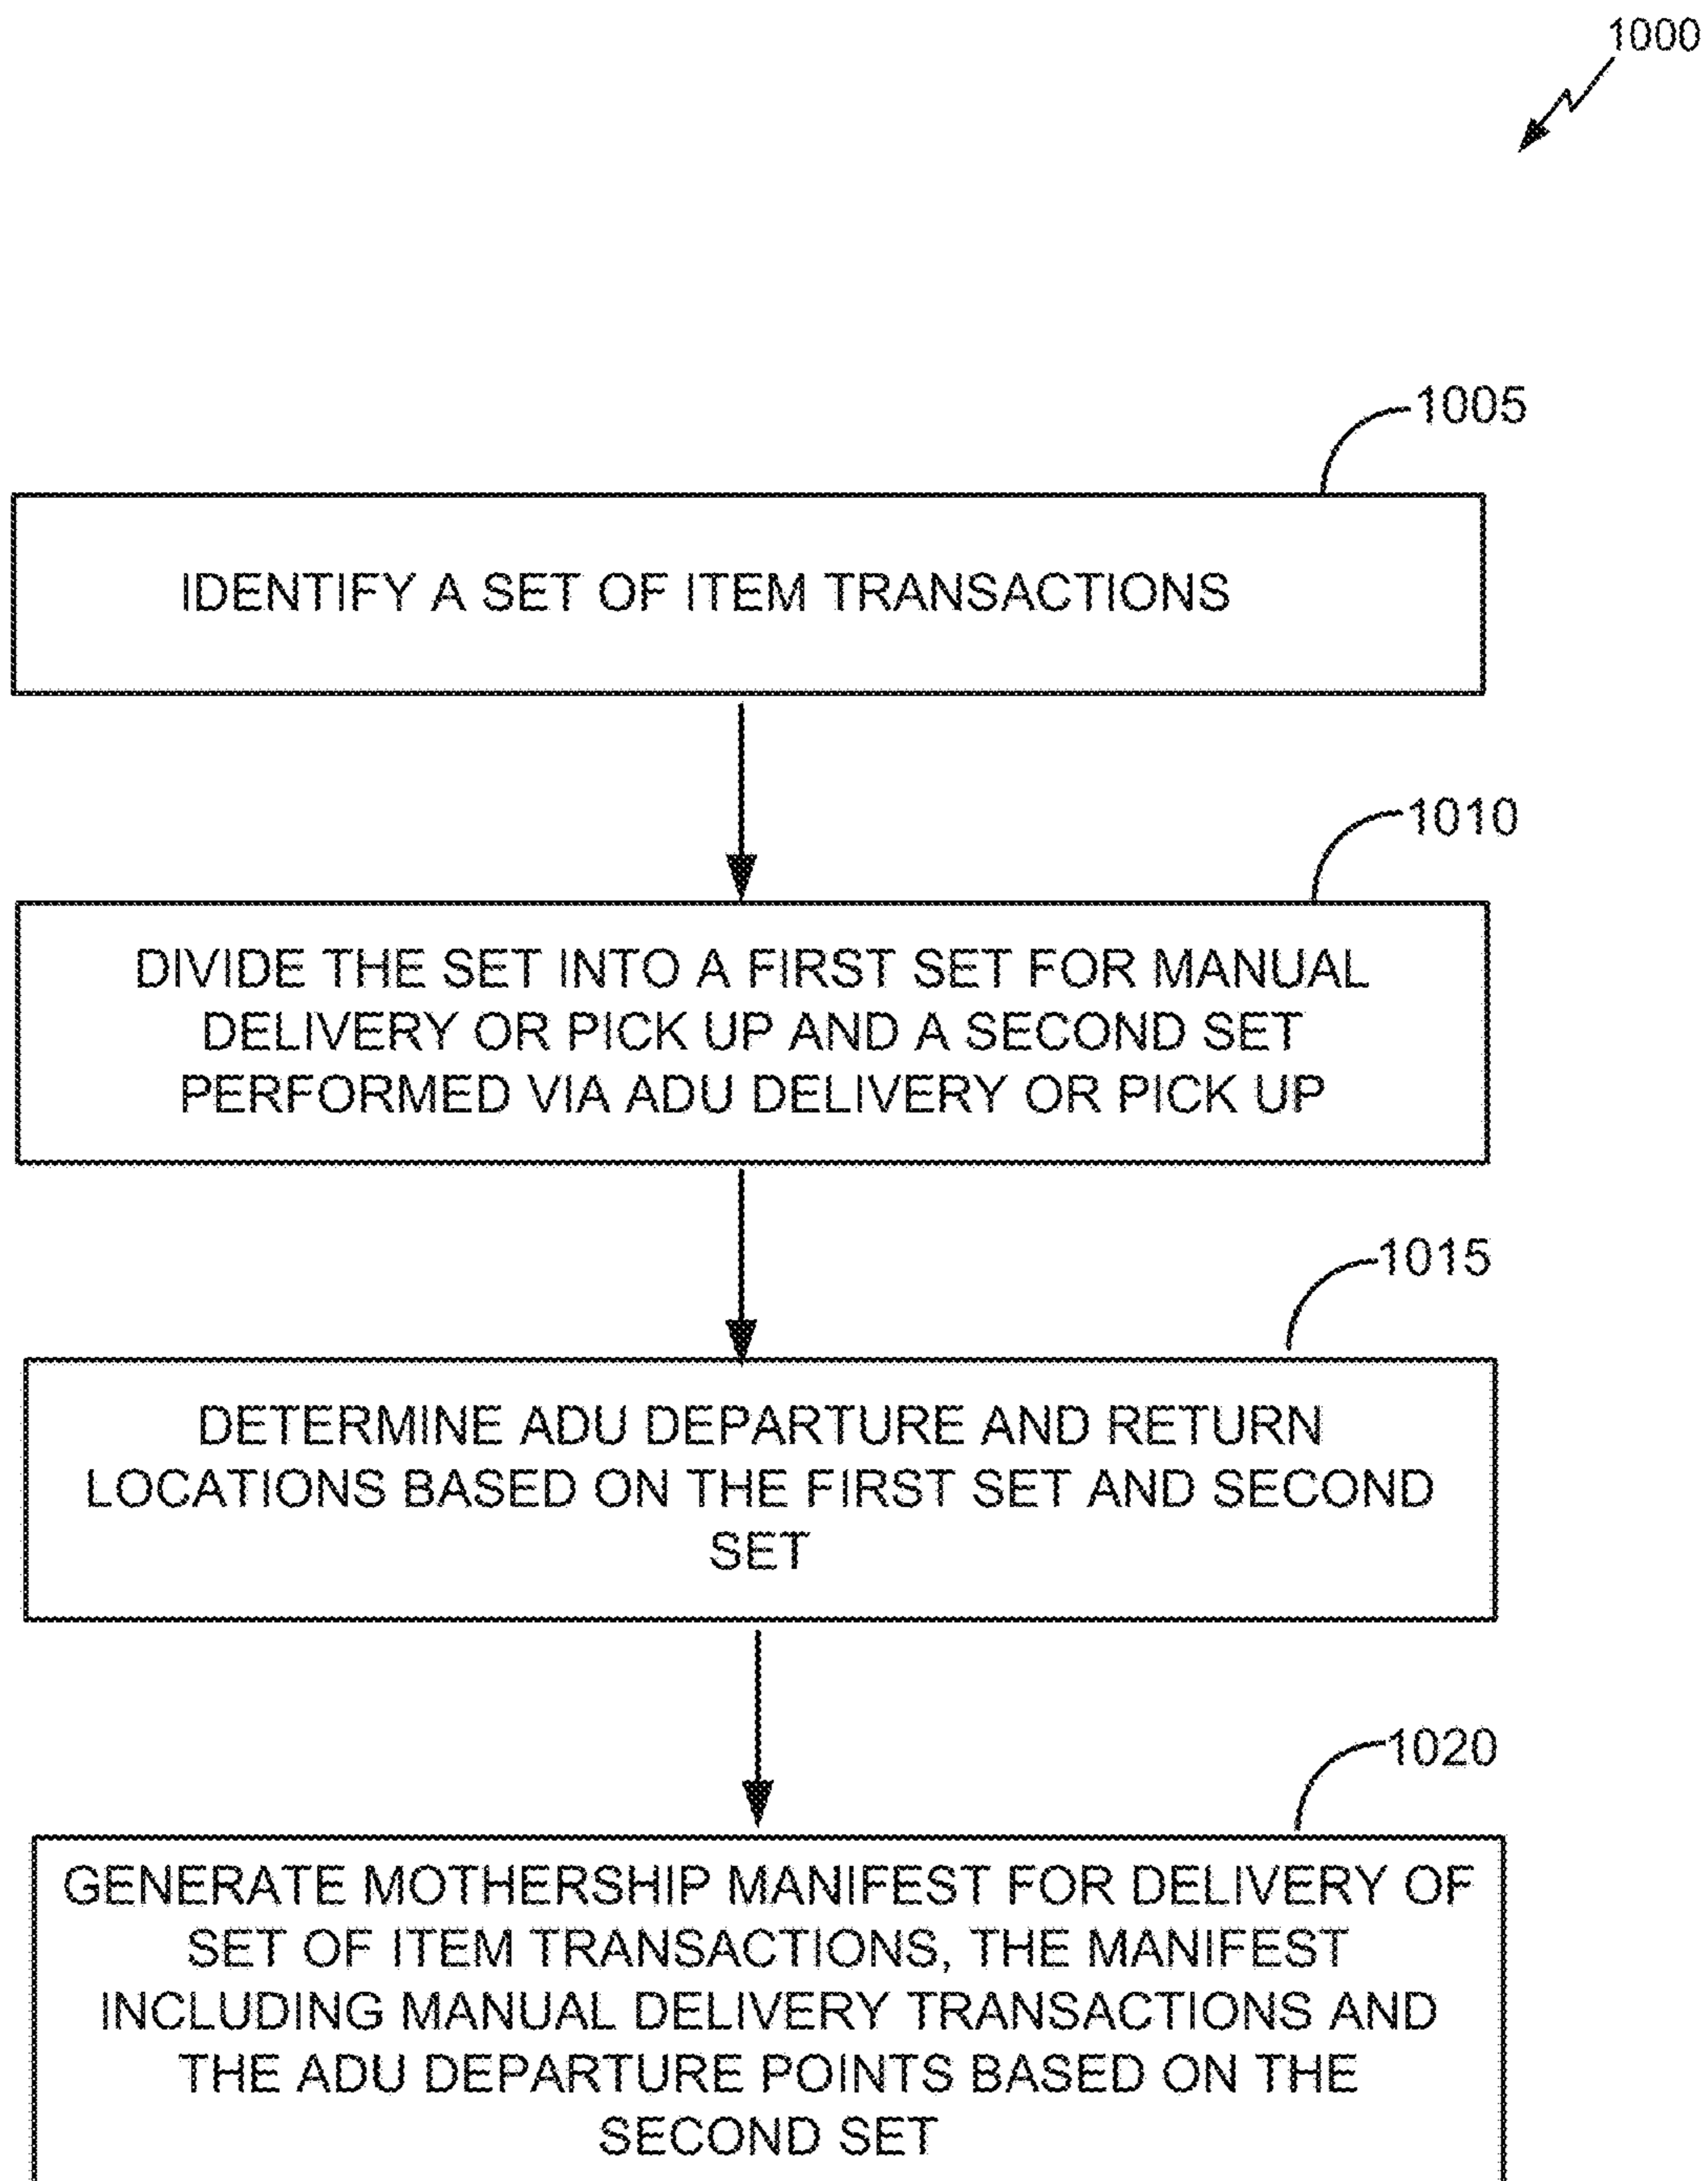 1000
1005
IDENTIFY A SET OF ITEM TRANSACTIONS
1010
DIVIDE THE SET INTO A FIRST SET FOR MANUAL
DELIVERY OR PICK UP AND A SECOND SET
PERFORMED VIA ADU DELIVERY OR PICK UP
1015
DETERMINE ADU DEPARTURE AND RETURN
LOCATIONS BASED ON THE FIRST SET AND SECOND
SET
1020
GENERATE MOTHERSHIP MANIFEST FOR DELIVERY OF
SET OF ITEM TRANSACTIONS, THE MANIFEST
INCLUDING MANUAL DELIVERY TRANSACTIONS AND
THE ADU DEPARTURE POINTS BASED ON THE
SECOND SET